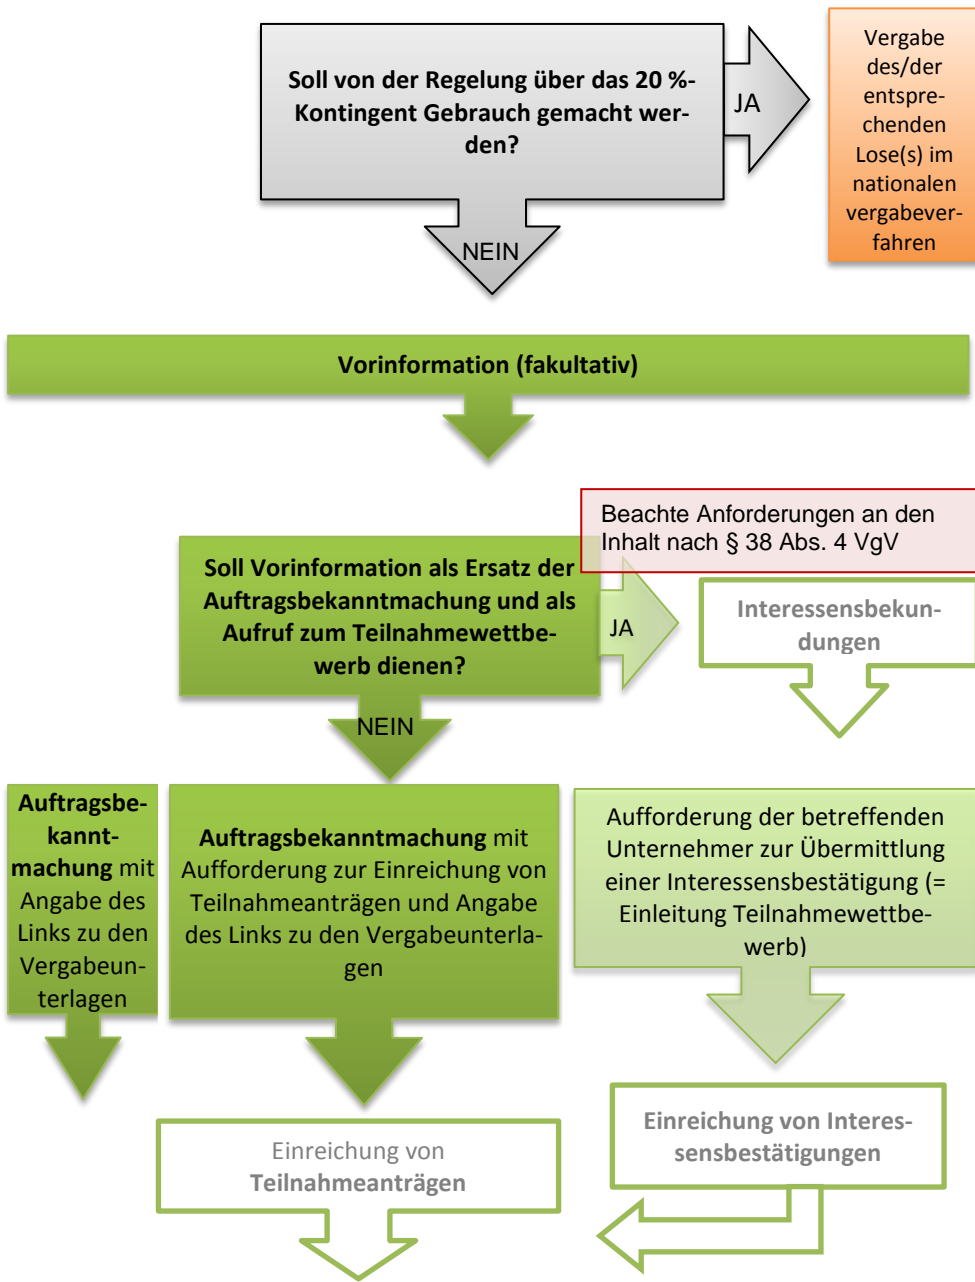 Soll von der Regelung über das 20 %-
Kontingent Gebrauch gemacht wer-
den?
JA
Vergabe
des/der
entspre-
chenden
Lose(s) im
nationalen
vergabever-
fahren
NEIN
Vorinformation (fakultativ)
Beachte Anforderungen an den
Inhalt nach § 38 Abs. 4 VgV
Soll Vorinformation als Ersatz der
Auftragsbekanntmachung und als
Aufruf zum Teilnahmewettbe-
werb dienen?
JA
Interessensbekun-
dungen
NEIN
Auftragsbe-
kannt-
machung mit
Angabe des
Links zu den
Vergabeun-
terlagen
Auftragsbekanntmachung mit
Aufforderung zur Einreichung von
Teilnahmeanträgen und Angabe
des Links zu den Vergabeunterla-
gen
Aufforderung der betreffenden
Unternehmer zur Übermittlung
einer Interessensbestätigung (=
Einleitung Teilnahmewettbe-
werb)
Einreichung von
Teilnahmeanträgen
Einreichung von Interes-
sensbestätigungen